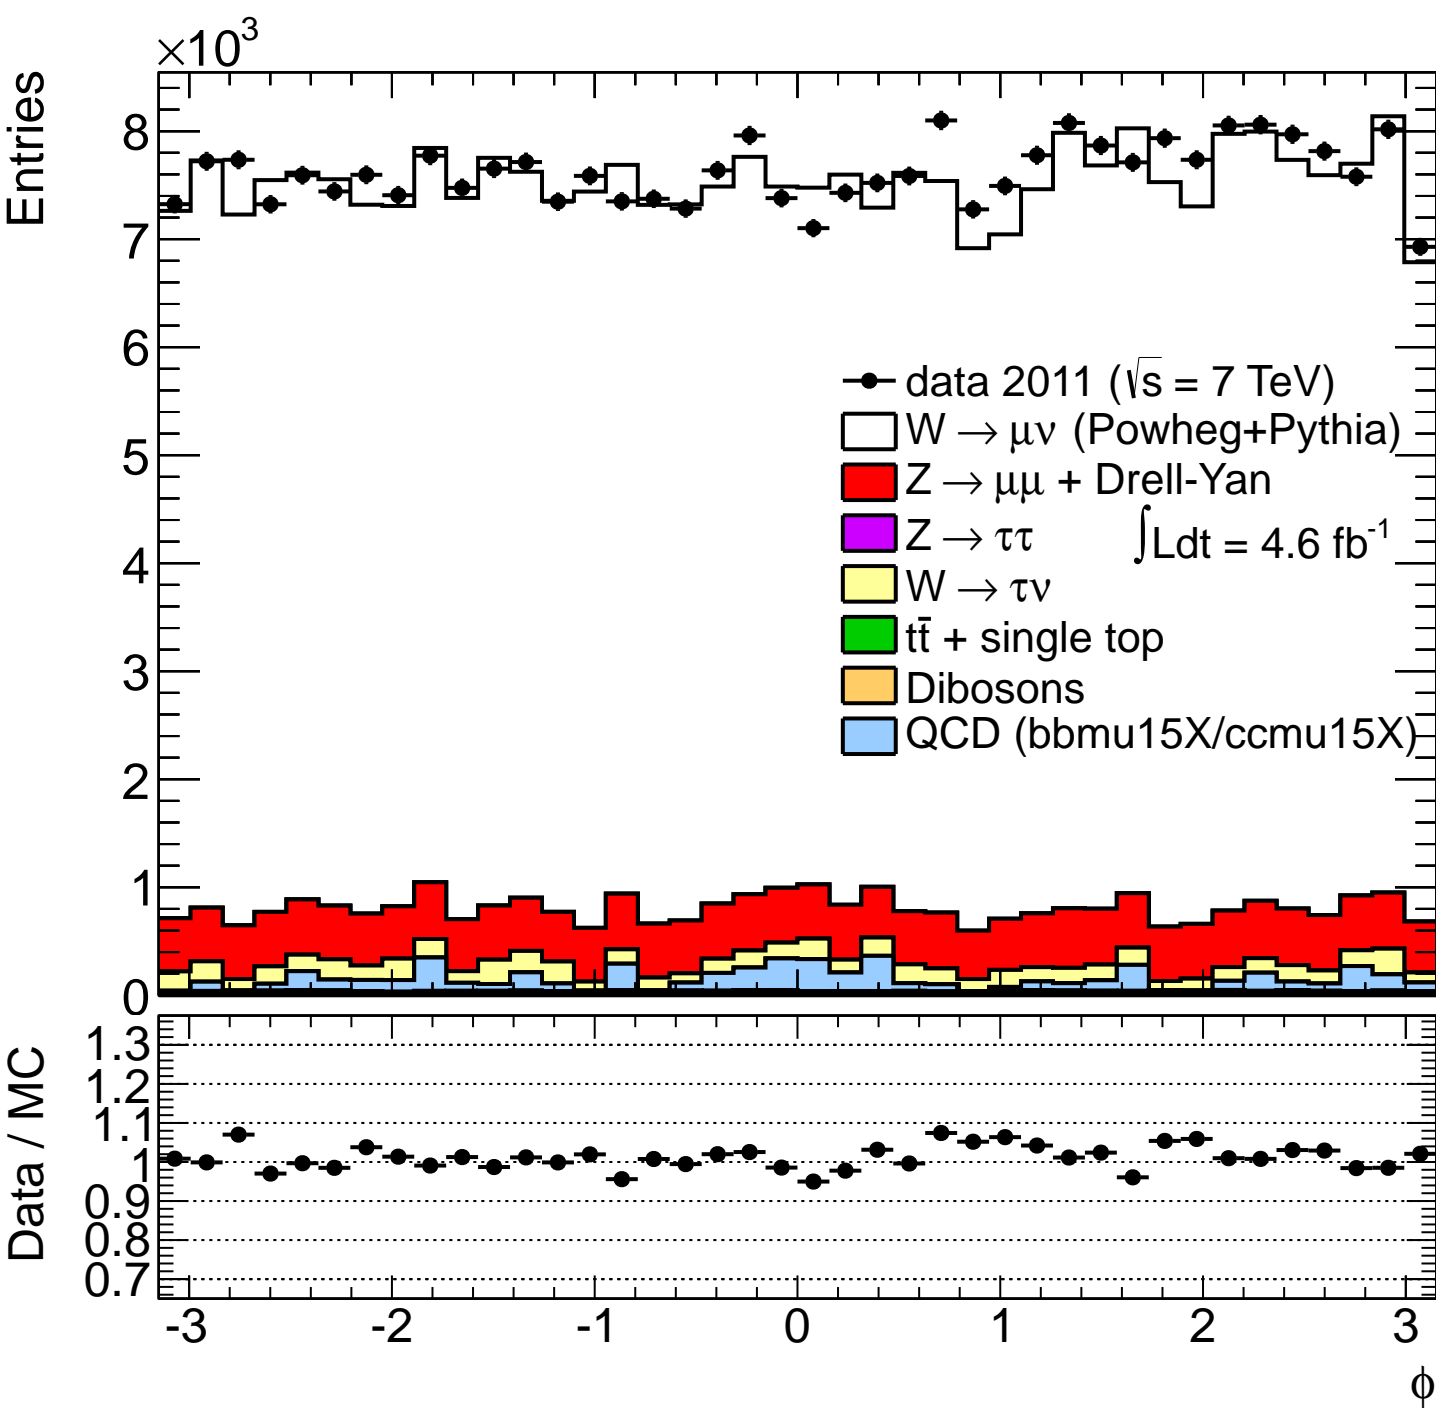 ×10³
Entries
8
7
6
5
4
3
2
1
0
data 2011 (√s = 7 TeV)
W → μν (Powheg+Pythia)
Z → μμ + Drell-Yan
Z → ττ
∫Ldt = 4.6 fb⁻¹
W → τν
tt̄ + single top
Dibosons
QCD (bbmu15X/ccmu15X)
Data / MC
1.3
1.2
1.1
1
0.9
0.8
0.7
-3 -2 -1 0 1 2 3
ϕ